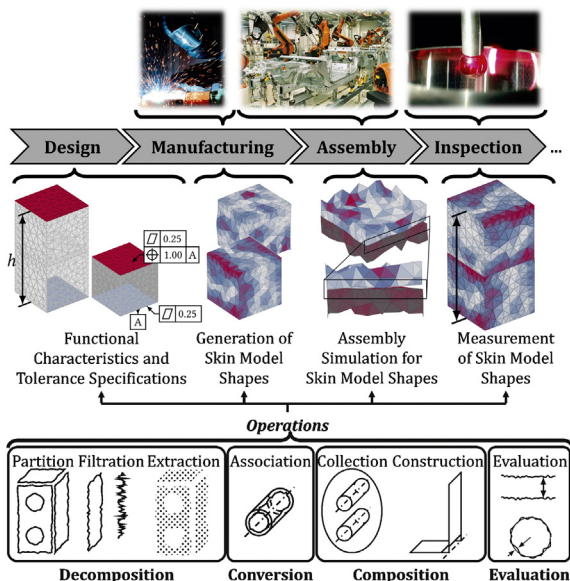 Design
Manufacturing
Assembly
Inspection
...
h
0.25
1.00 A
A
0.25
Functional
Characteristics and
Tolerance Specifications
Generation of
Skin Model
Shapes
Assembly
Simulation for
Skin Model Shapes
Measurement
of Skin Model
Shapes
Operations
Partition Filtration Extraction
Association
Collection Construction
Evaluation
Decomposition
Conversion
Composition
Evaluation